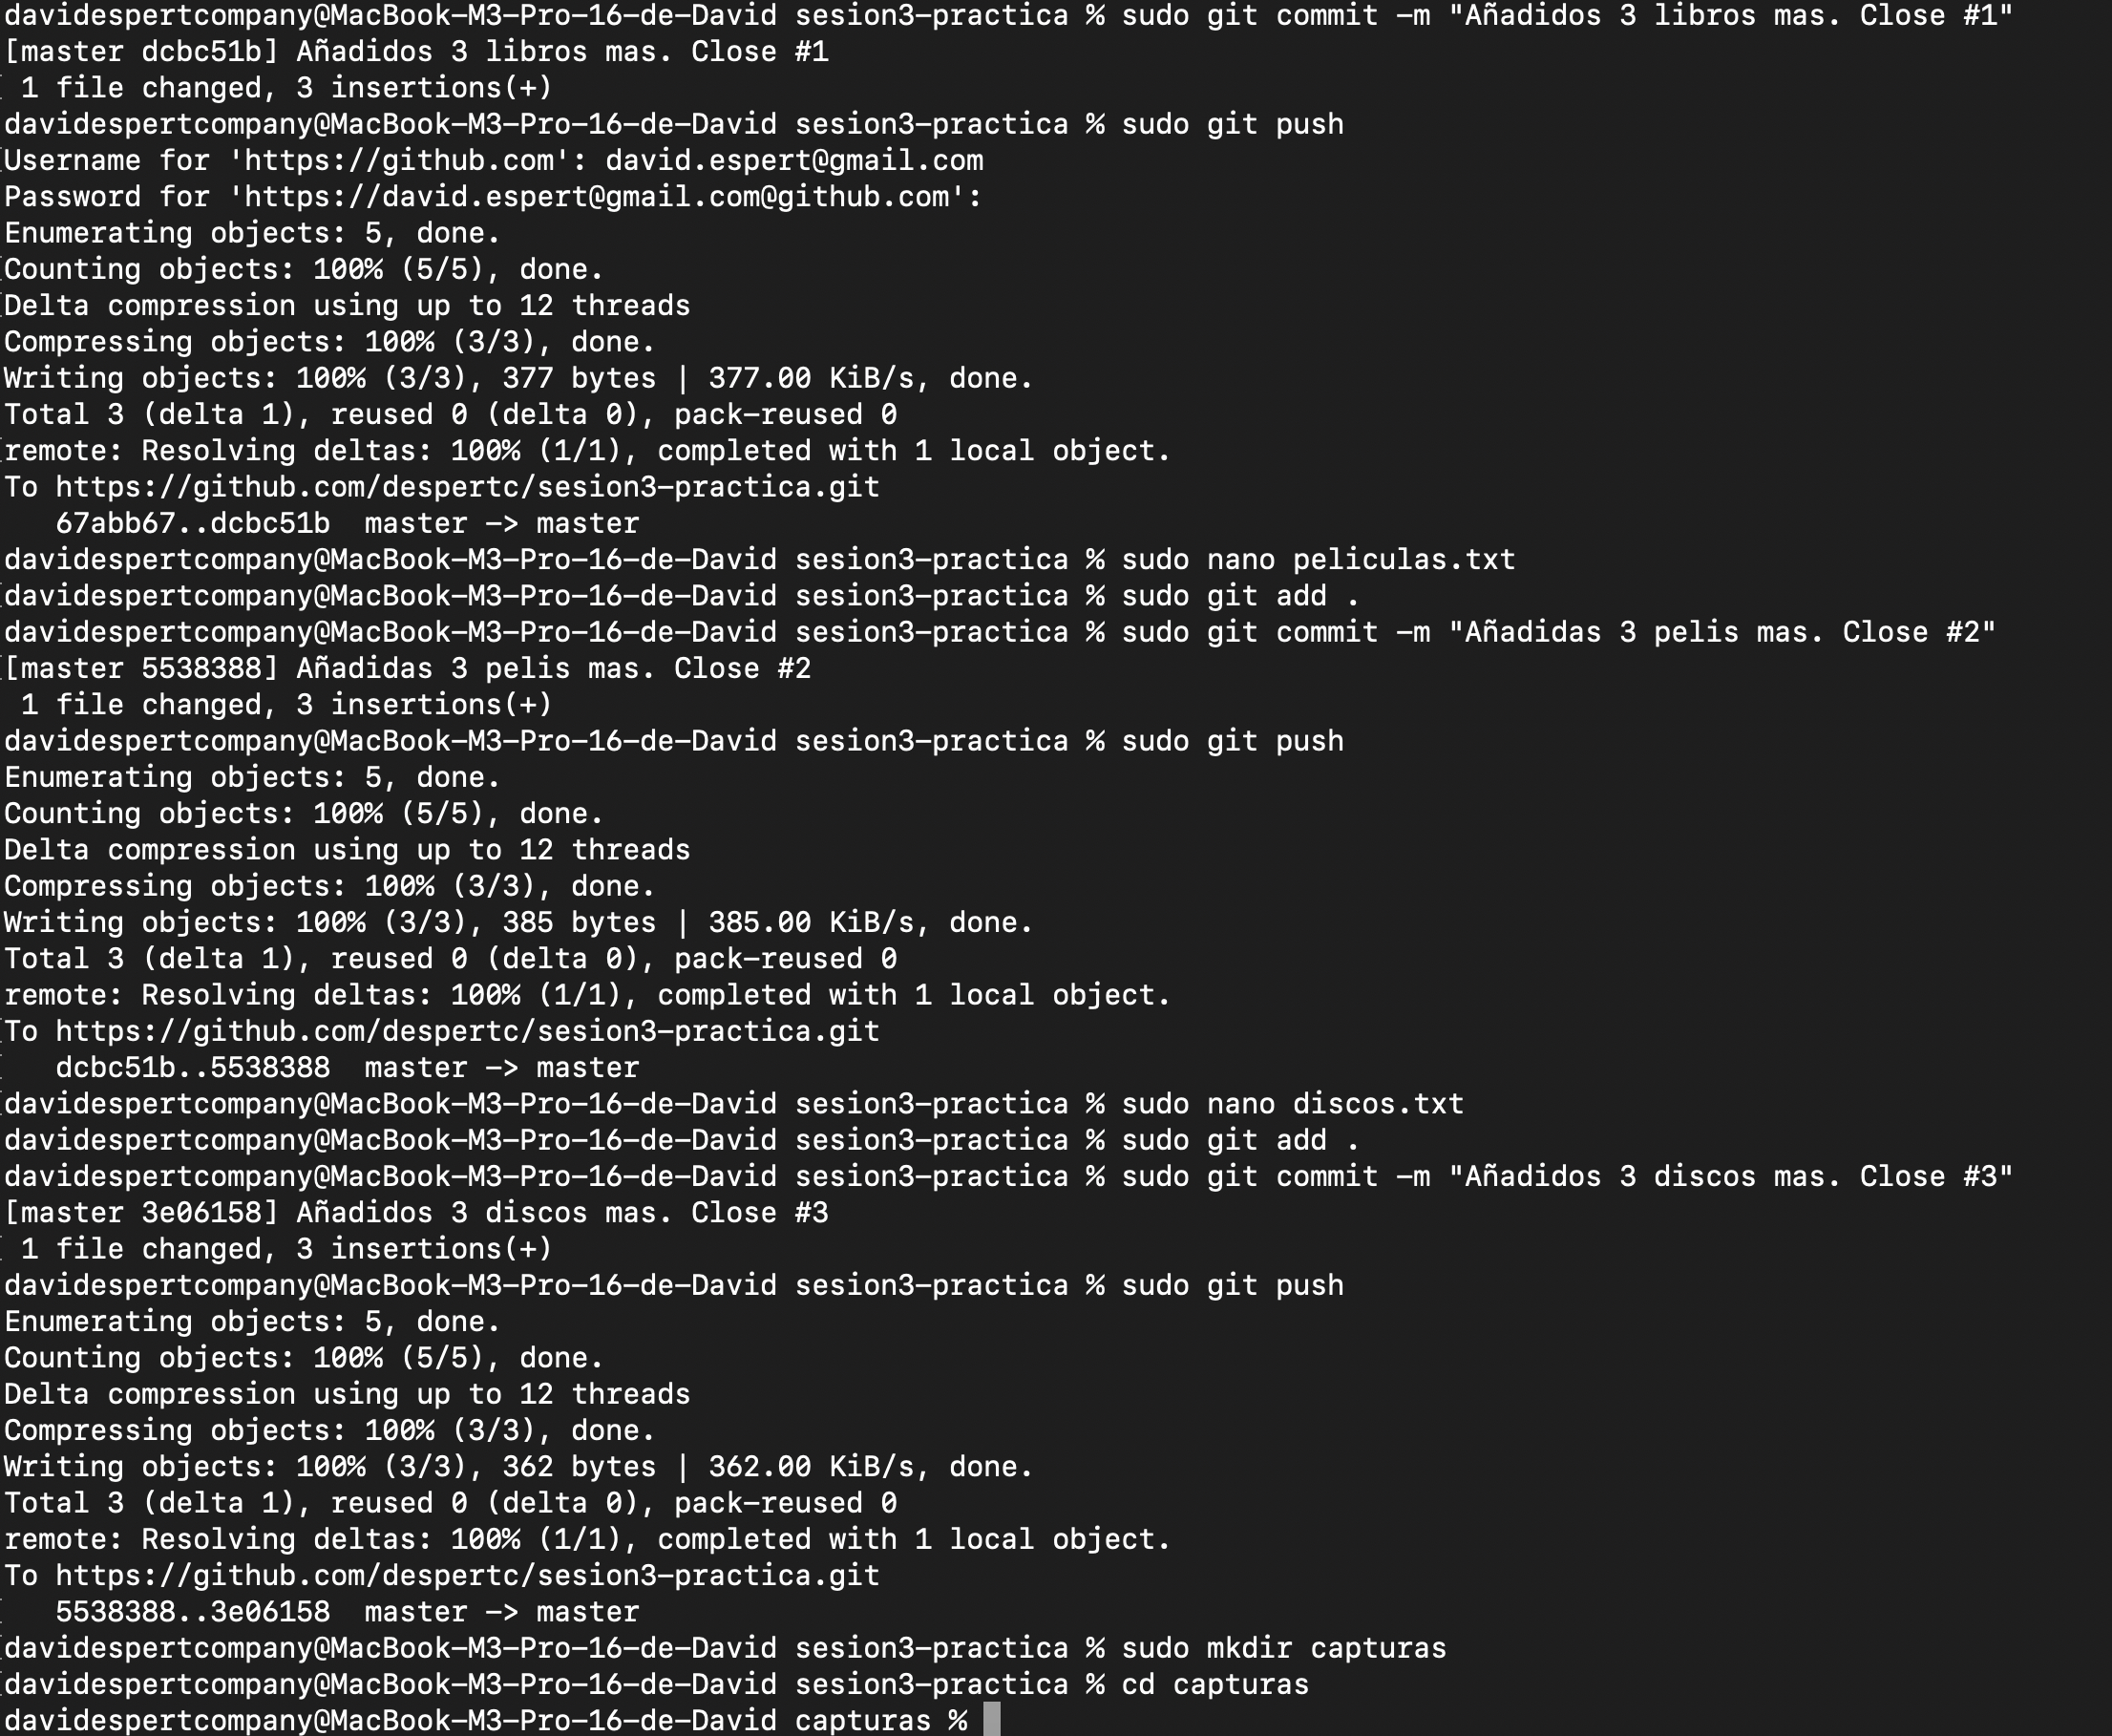 davidespertcompany@MacBook-M3-Pro-16-de-David sesion3-practica % sudo git commit -m "Añadidos 3 libros mas. Close #1"
[master dcbc51b] Añadidos 3 libros mas. Close #1
 1 file changed, 3 insertions(+)
davidespertcompany@MacBook-M3-Pro-16-de-David sesion3-practica % sudo git push
Username for 'https://github.com': david.espert@gmail.com
Password for 'https://david.espert@gmail.com@github.com':
Enumerating objects: 5, done.
Counting objects: 100% (5/5), done.
Delta compression using up to 12 threads
Compressing objects: 100% (3/3), done.
Writing objects: 100% (3/3), 377 bytes | 377.00 KiB/s, done.
Total 3 (delta 1), reused 0 (delta 0), pack-reused 0
remote: Resolving deltas: 100% (1/1), completed with 1 local object.
To https://github.com/despertc/sesion3-practica.git
   67abb67..dcbc51b  master -> master
davidespertcompany@MacBook-M3-Pro-16-de-David sesion3-practica % sudo nano peliculas.txt
davidespertcompany@MacBook-M3-Pro-16-de-David sesion3-practica % sudo git add .
davidespertcompany@MacBook-M3-Pro-16-de-David sesion3-practica % sudo git commit -m "Añadidas 3 pelis mas. Close #2"
[master 5538388] Añadidas 3 pelis mas. Close #2
 1 file changed, 3 insertions(+)
davidespertcompany@MacBook-M3-Pro-16-de-David sesion3-practica % sudo git push
Enumerating objects: 5, done.
Counting objects: 100% (5/5), done.
Delta compression using up to 12 threads
Compressing objects: 100% (3/3), done.
Writing objects: 100% (3/3), 385 bytes | 385.00 KiB/s, done.
Total 3 (delta 1), reused 0 (delta 0), pack-reused 0
remote: Resolving deltas: 100% (1/1), completed with 1 local object.
To https://github.com/despertc/sesion3-practica.git
   dcbc51b..5538388  master -> master
davidespertcompany@MacBook-M3-Pro-16-de-David sesion3-practica % sudo nano discos.txt
davidespertcompany@MacBook-M3-Pro-16-de-David sesion3-practica % sudo git add .
davidespertcompany@MacBook-M3-Pro-16-de-David sesion3-practica % sudo git commit -m "Añadidos 3 discos mas. Close #3"
[master 3e06158] Añadidos 3 discos mas. Close #3
 1 file changed, 3 insertions(+)
davidespertcompany@MacBook-M3-Pro-16-de-David sesion3-practica % sudo git push
Enumerating objects: 5, done.
Counting objects: 100% (5/5), done.
Delta compression using up to 12 threads
Compressing objects: 100% (3/3), done.
Writing objects: 100% (3/3), 362 bytes | 362.00 KiB/s, done.
Total 3 (delta 1), reused 0 (delta 0), pack-reused 0
remote: Resolving deltas: 100% (1/1), completed with 1 local object.
To https://github.com/despertc/sesion3-practica.git
   5538388..3e06158  master -> master
davidespertcompany@MacBook-M3-Pro-16-de-David sesion3-practica % sudo mkdir capturas
davidespertcompany@MacBook-M3-Pro-16-de-David sesion3-practica % cd capturas
davidespertcompany@MacBook-M3-Pro-16-de-David capturas %